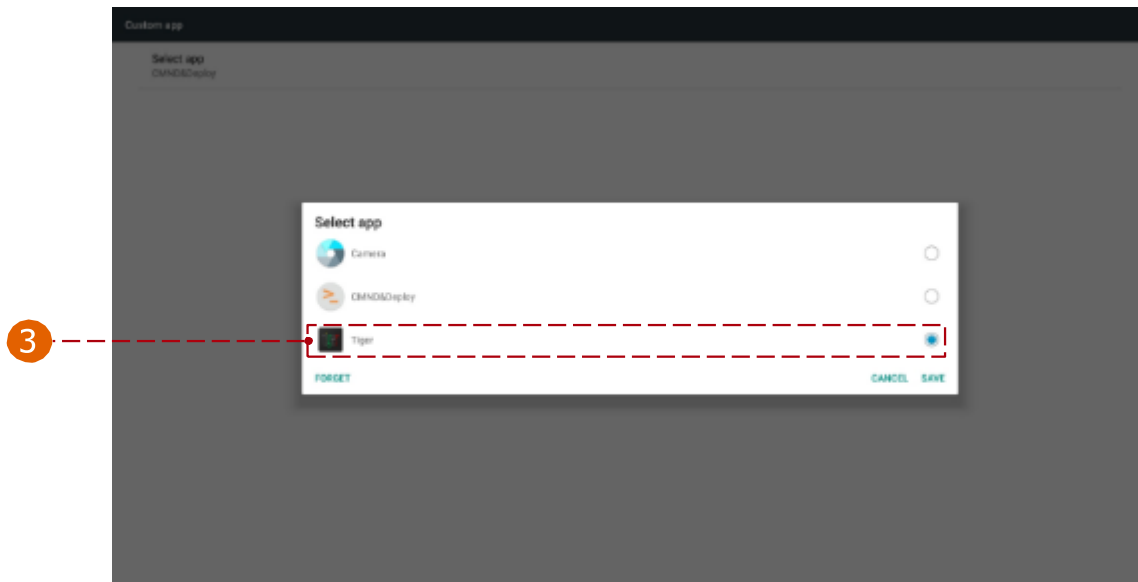 Custom app
Select app
CMND&Deploy
Select app
Camera
CMND&Deploy
3
Tiger
FORGET
CANCEL SAVE